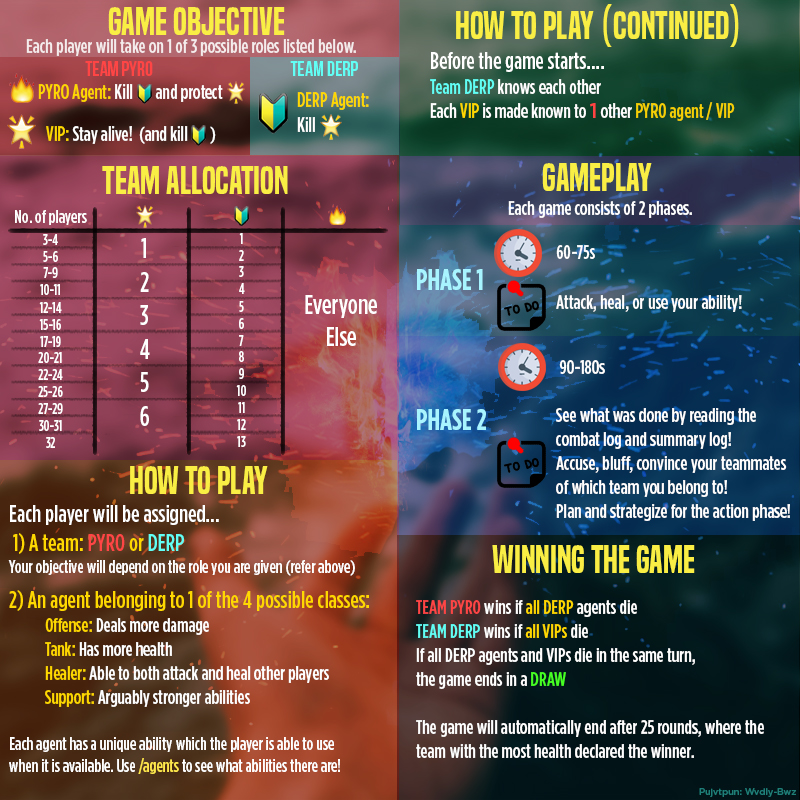 GAME OBJECTIVE
Each player will take on 1 of 3 possible roles listed below.
TEAM PYRO
🔥 PYRO Agent: Kill 🔰 and protect 🌟
🌟 VIP: Stay alive! (and kill 🔰)
TEAM DERP
🔰 DERP Agent:
Kill 🌟
TEAM ALLOCATION
No. of players 🌟 🔰 🔥
3-4 1 1 Everyone Else
5-6 2
7-9 2 3
10-11 4
12-14 3 5
15-16 6
17-19 4 7
20-21 8
22-24 5 9
25-26 10
27-29 6 11
30-31 12
32 13
HOW TO PLAY
Each player will be assigned...
1) A team: PYRO or DERP
Your objective will depend on the role you are given (refer above)
2) An agent belonging to 1 of the 4 possible classes:
Offense: Deals more damage
Tank: Has more health
Healer: Able to both attack and heal other players
Support: Arguably stronger abilities
Each agent has a unique ability which the player is able to use
when it is available. Use /agents to see what abilities there are!
HOW TO PLAY (CONTINUED)
Before the game starts....
Team DERP knows each other
Each VIP is made known to 1 other PYRO agent / VIP
GAMEPLAY
Each game consists of 2 phases.
PHASE 1
60-75s
TO DO
Attack, heal, or use your ability!
PHASE 2
90-180s
TO DO
See what was done by reading the
combat log and summary log!
Accuse, bluff, convince your teammates
of which team you belong to!
Plan and strategize for the action phase!
WINNING THE GAME
TEAM PYRO wins if all DERP agents die
TEAM DERP wins if all VIPs die
If all DERP agents and VIPs die in the same turn,
the game ends in a DRAW
The game will automatically end after 25 rounds, where the
team with the most health declared the winner.
Pujvtpun: Wvdly-Bwz